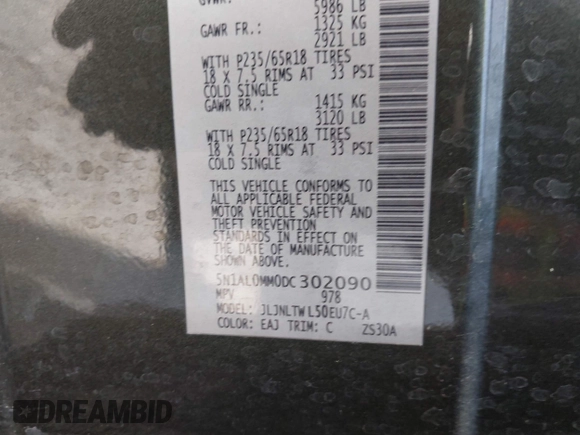 GVWR: 5986 LB
GAWR FR.: 1325 KG
2921 LB
WITH P235/65R18 TIRES
18 X 7.5 RIMS AT 33 PSI
COLD SINGLE
GAWR RR.: 1415 KG
3120 LB
WITH P235/65R18 TIRES
18 X 7.5 RIMS AT 33 PSI
COLD SINGLE
THIS VEHICLE CONFORMS TO
ALL APPLICABLE FEDERAL
MOTOR VEHICLE SAFETY AND
THEFT PREVENTION
STANDARDS IN EFFECT ON
THE DATE OF MANUFACTURE
SHOWN ABOVE.
5N1AL0MM0DC302090
MPV 978
MODEL: JLJNLTWL50EU7C-A
COLOR: EAJ TRIM: C ZS30A
DREAMBID